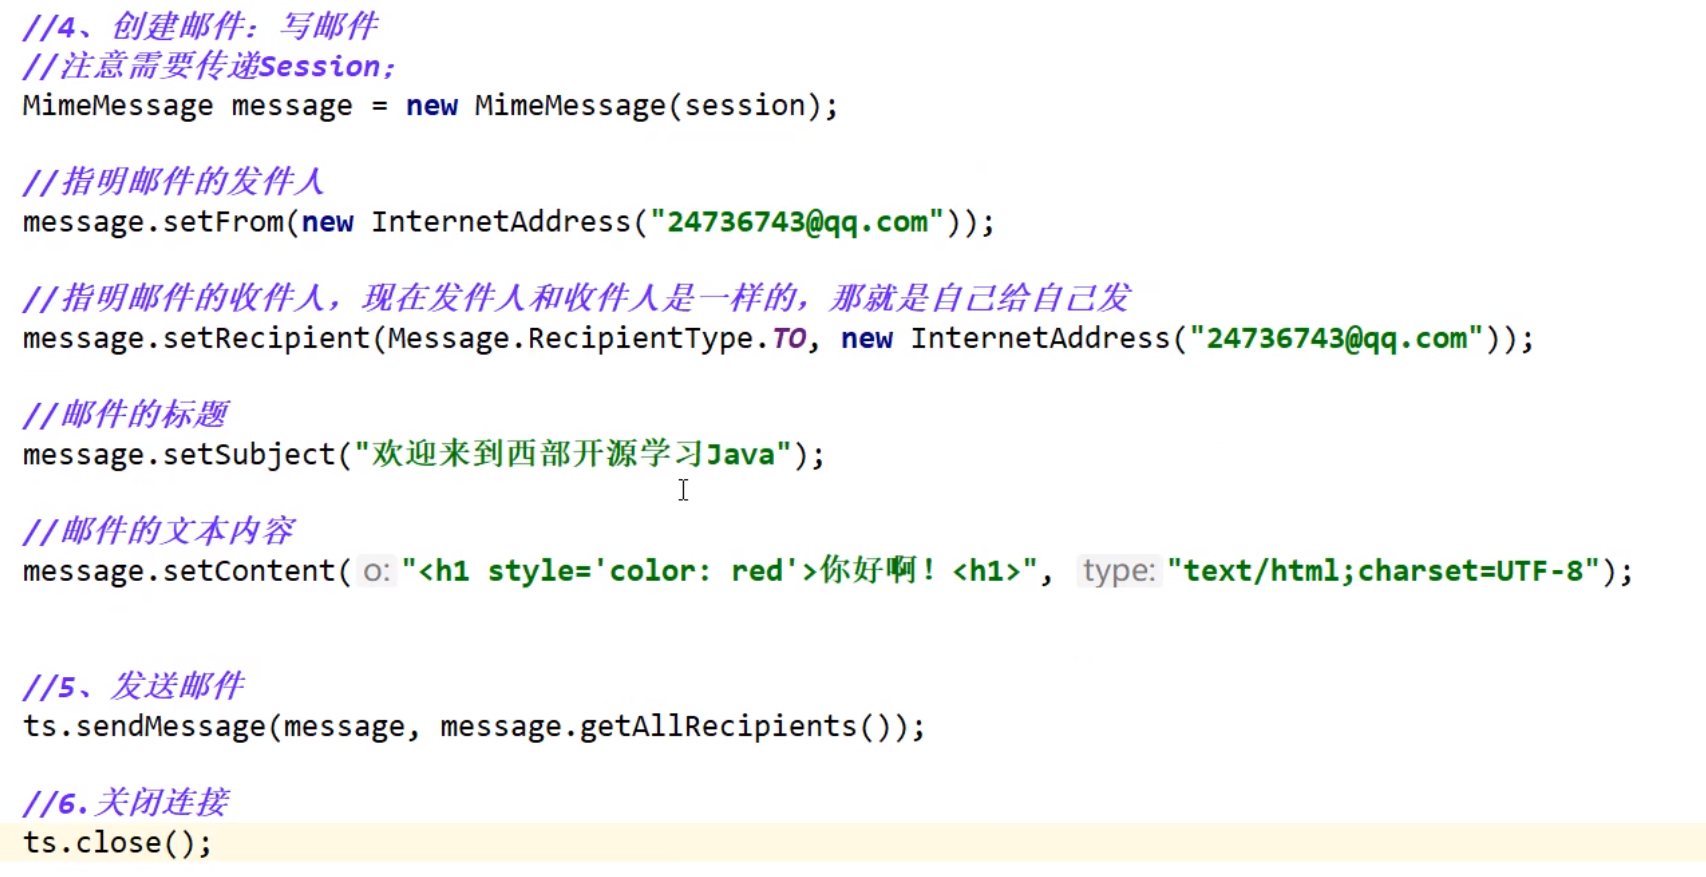 //4、创建邮件：写邮件
//注意需要传递Session；
MimeMessage message = new MimeMessage(session);
//指明邮件的发件人
message.setFrom(new InternetAddress("24736743@qq.com"));
//指明邮件的收件人，现在发件人和收件人是一样的，那就是自己给自己发
message.setRecipient(Message.RecipientType.TO, new InternetAddress("24736743@qq.com"));
//邮件的标题
message.setSubject("欢迎来到西部开源学习Java");
//邮件的文本内容
message.setContent( o: "<h1 style='color: red'>你好啊！<h1>", type: "text/html;charset=UTF-8");
//5、发送邮件
ts.sendMessage(message, message.getAllRecipients());
//6.关闭连接
ts.close();